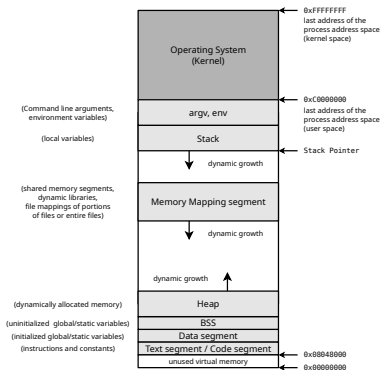 0xFFFFFFFF
last address of the
process address space
(kernel space)
Operating System
(Kernel)
0xC0000000
last address of the
process address space
(user space)
(Command line arguments,
environment variables)
argv, env
(local variables)
Stack
Stack Pointer
dynamic growth
(shared memory segments,
dynamic libraries,
file mappings of portions
of files or entire files)
Memory Mapping segment
dynamic growth
dynamic growth
(dynamically allocated memory)
Heap
(uninitialized global/static variables)
BSS
(initialized global/static variables)
Data segment
(instructions and constants)
Text segment / Code segment
0x08048000
unused virtual memory
0x00000000